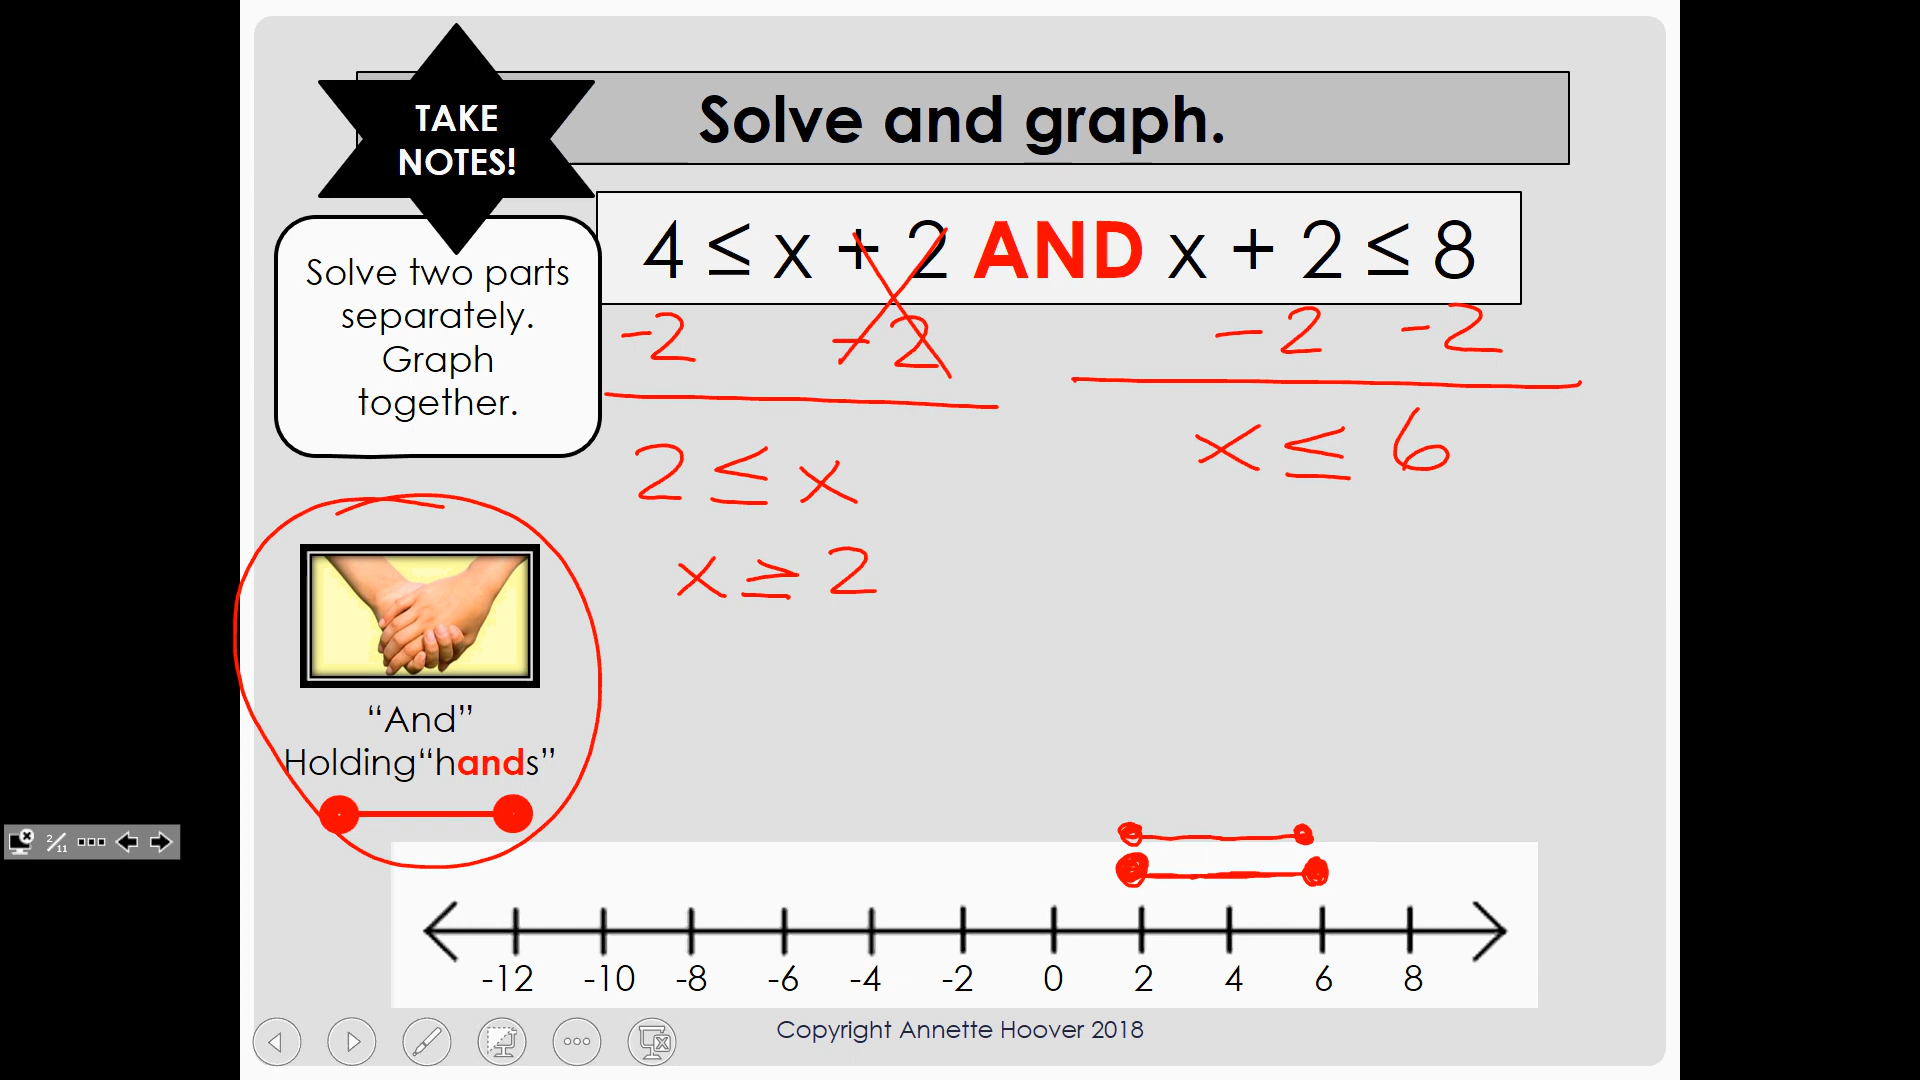 TAKE
NOTES!
Solve and graph.
4 ≤ x + 2 AND x + 2 ≤ 8
Solve two parts
separately.
Graph
together.
-2 -2 -2 -2
2 ≤ x
x ≤ 6
x ≥ 2
“And”
Holding“hands”
2/11
-12 -10 -8 -6 -4 -2 0 2 4 6 8
Copyright Annette Hoover 2018